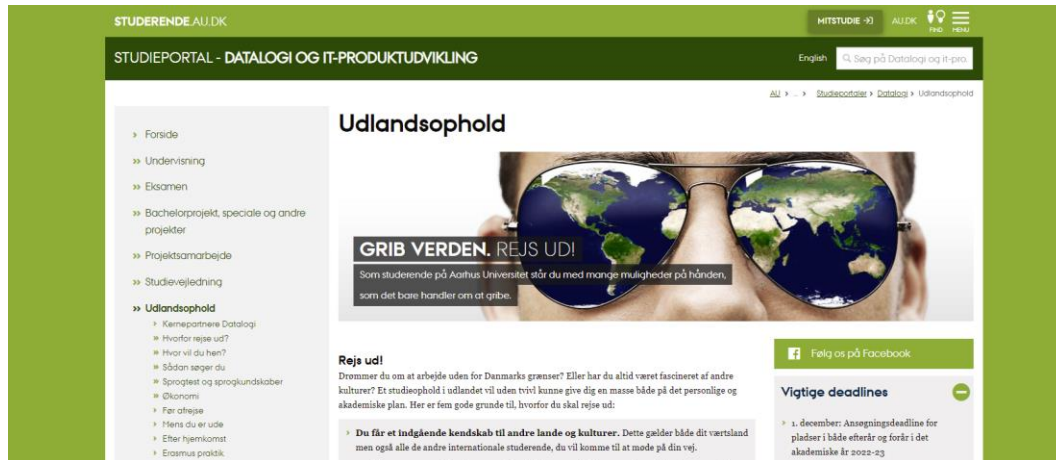 STUDERENDE.AU.DK
MITSTUDIE
AU.DK
FIND
MENU
STUDIEPORTAL - DATALOGI OG IT-PRODUKTUDVIKLING
English
Søg på Datalogi og it-pro.
AU › .. › Studieportaler › Datalogi › Udlandsophold
› Forside
» Undervisning
» Eksamen
» Bachelorprojekt, speciale og andre
projekter
» Projektsamarbejde
» Studievejledning
» Udlandsophold
› Kernepartnere Datalogi
» Hvorfor rejse ud?
» Hvor vil du hen?
» Sådan søger du
» Sprogtest og sprogkundskaber
» Økonomi
› Før afrejse
› Mens du er ude
› Efter hjemkomst
› Erasmus praktik
Udlandsophold
GRIB VERDEN. REJS UD!
Som studerende på Aarhus Universitet står du med mange muligheder på hånden,
som det bare handler om at gribe.
Rejs ud!
Drømmer du om at arbejde uden for Danmarks grænser? Eller har du altid været fascineret af andre
kulturer? Et studieophold i udlandet vil uden tvivl kunne give dig en masse både på det personlige og
akademiske plan. Her er fem gode grunde til, hvorfor du skal rejse ud:
› Du får et indgående kendskab til andre lande og kulturer. Dette gælder både dit værtsland
men også alle de andre internationale studerende, du vil komme til at møde på din vej.
Følg os på Facebook
Vigtige deadlines
› 1. december: Ansøgningsdeadline for
pladser i både efterår og forår i det
akademiske år 2022-23